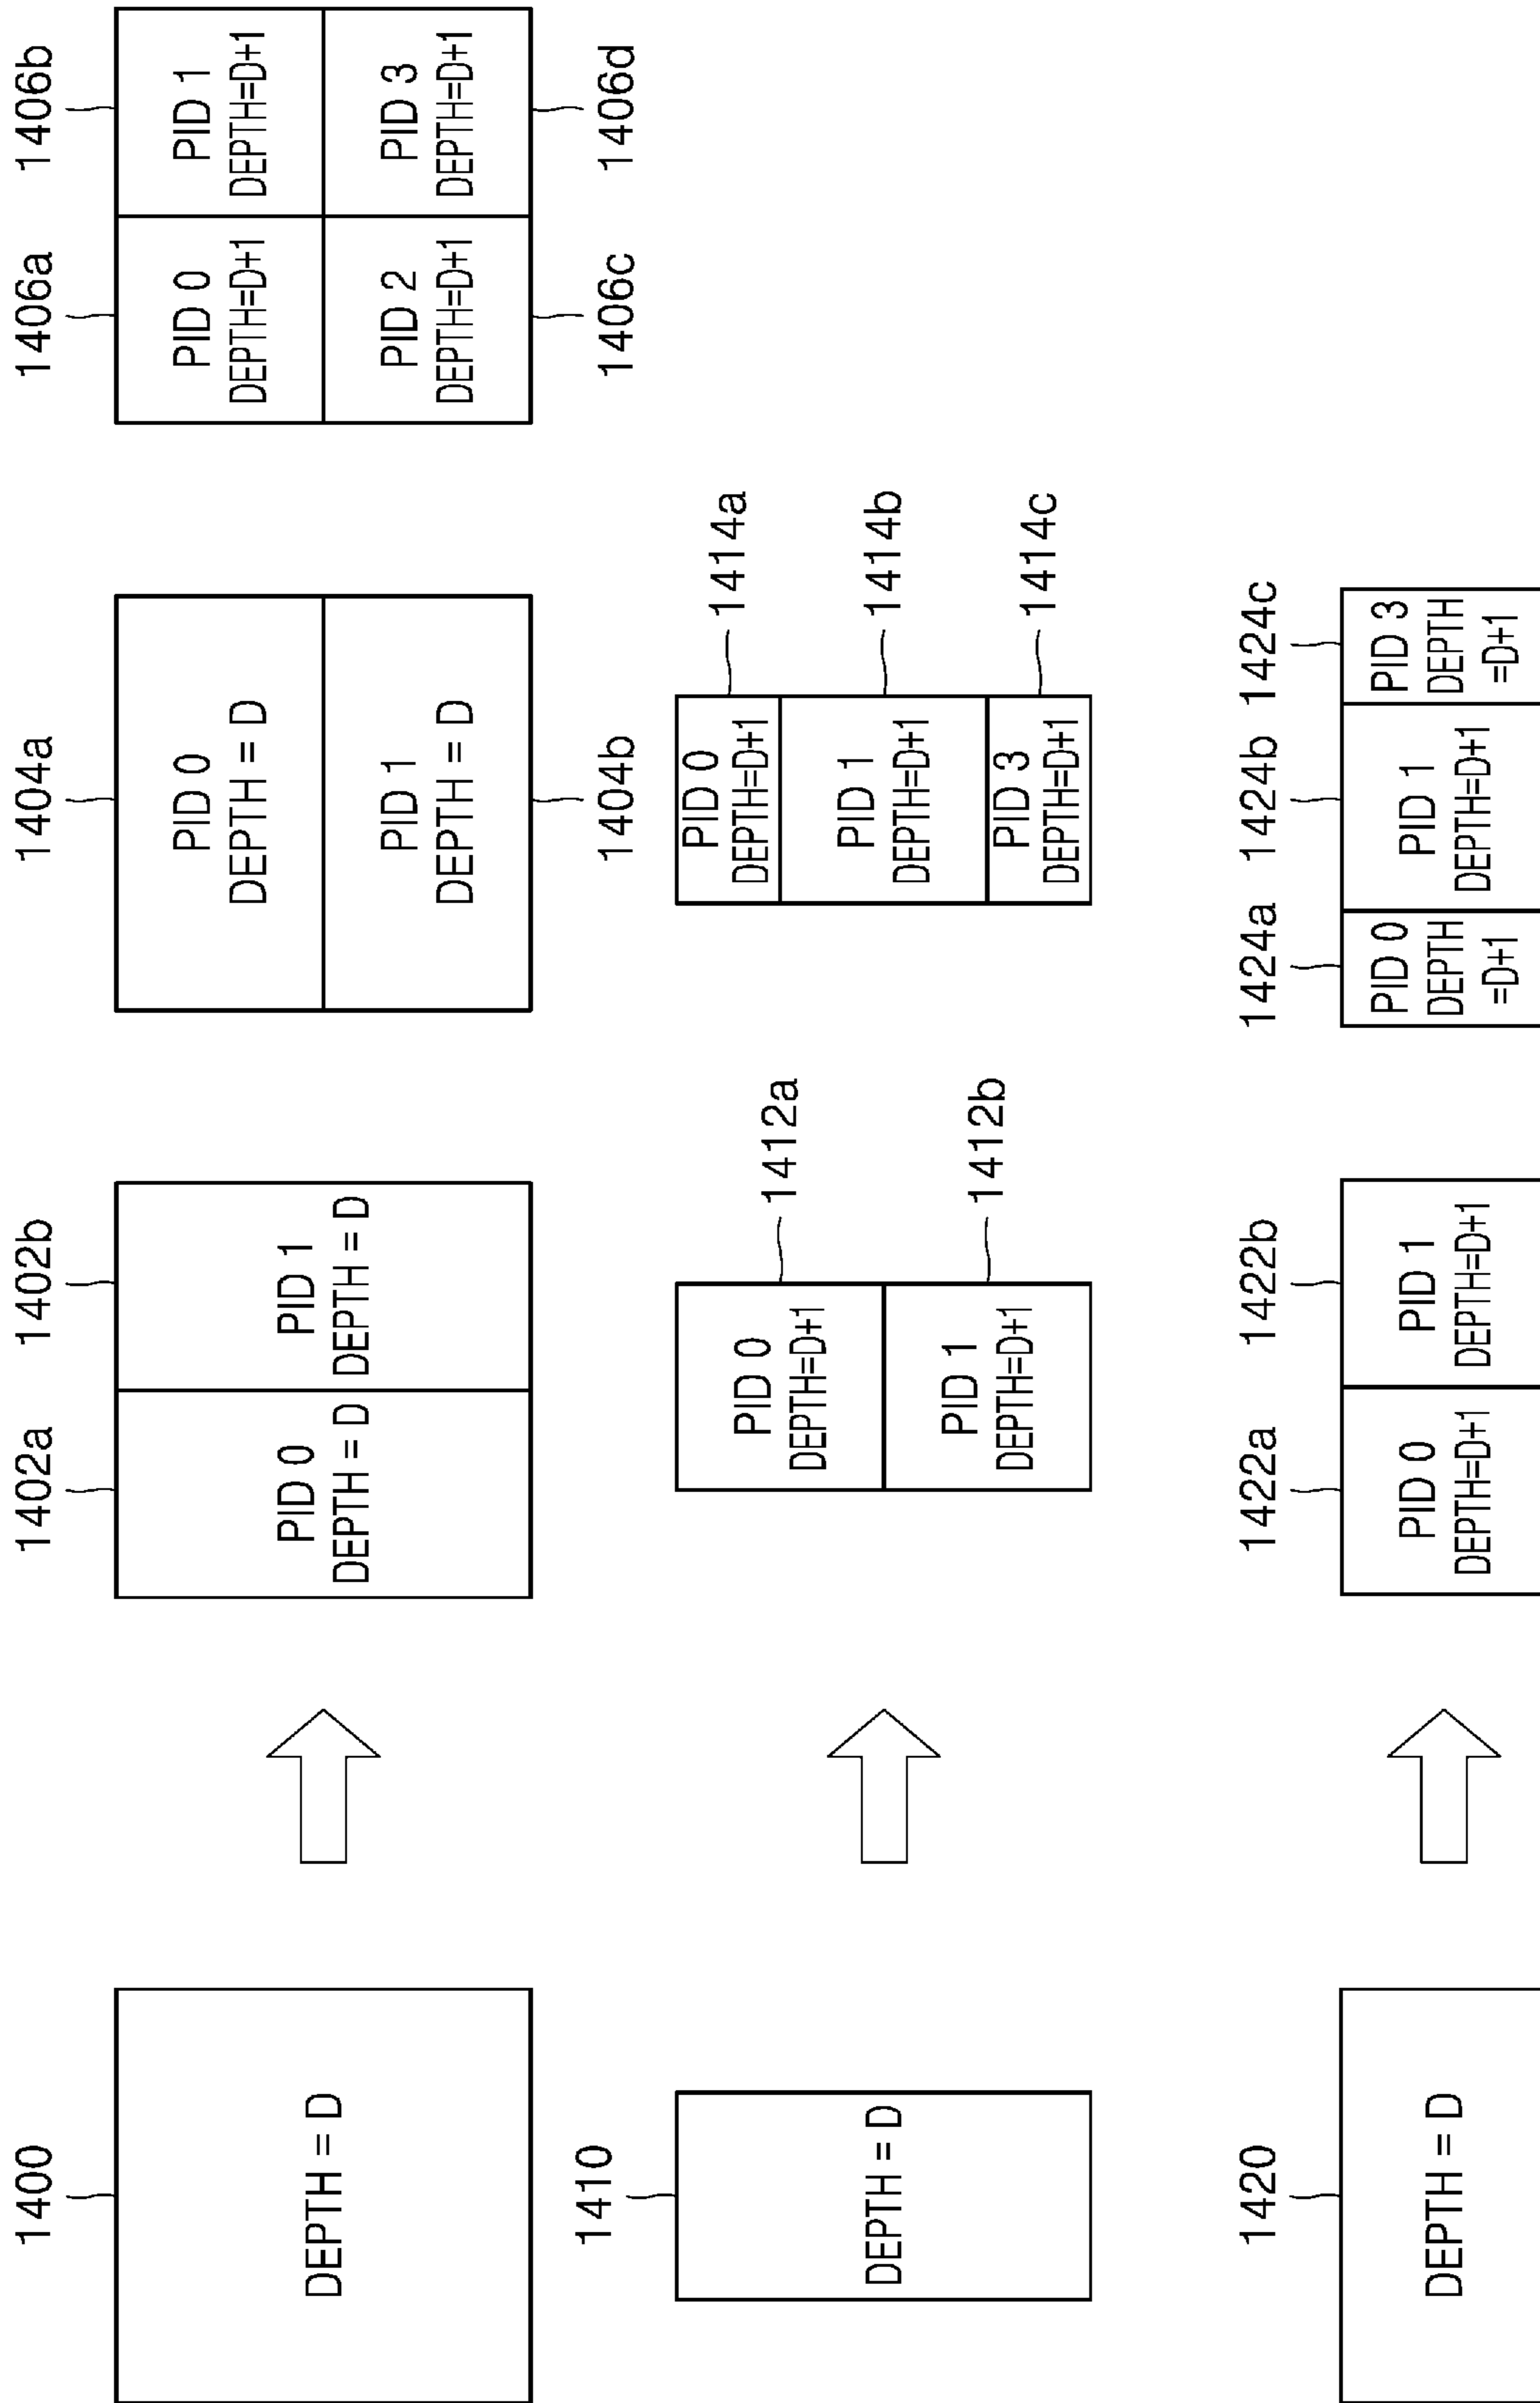 1400
1402a
1402b
1404a
1406a
1406b
DEPTH = D
PID 0
DEPTH = D
PID 1
DEPTH = D
PID 0
DEPTH = D
PID 1
DEPTH = D
1404b
PID 0
DEPTH=D+1
PID 1
DEPTH=D+1
PID 2
DEPTH=D+1
PID 3
DEPTH=D+1
1406c
1406d
1410
DEPTH = D
PID 0
DEPTH=D+1
PID 1
DEPTH=D+1
1412a
1412b
PID 0
DEPTH=D+1
PID 1
DEPTH=D+1
PID 3
DEPTH=D+1
1414a
1414b
1414c
1420
1422a
1422b
1424a
1424b
1424c
DEPTH = D
PID 0
DEPTH=D+1
PID 1
DEPTH=D+1
PID 0
DEPTH
=D+1
PID 1
DEPTH=D+1
PID 3
DEPTH
=D+1